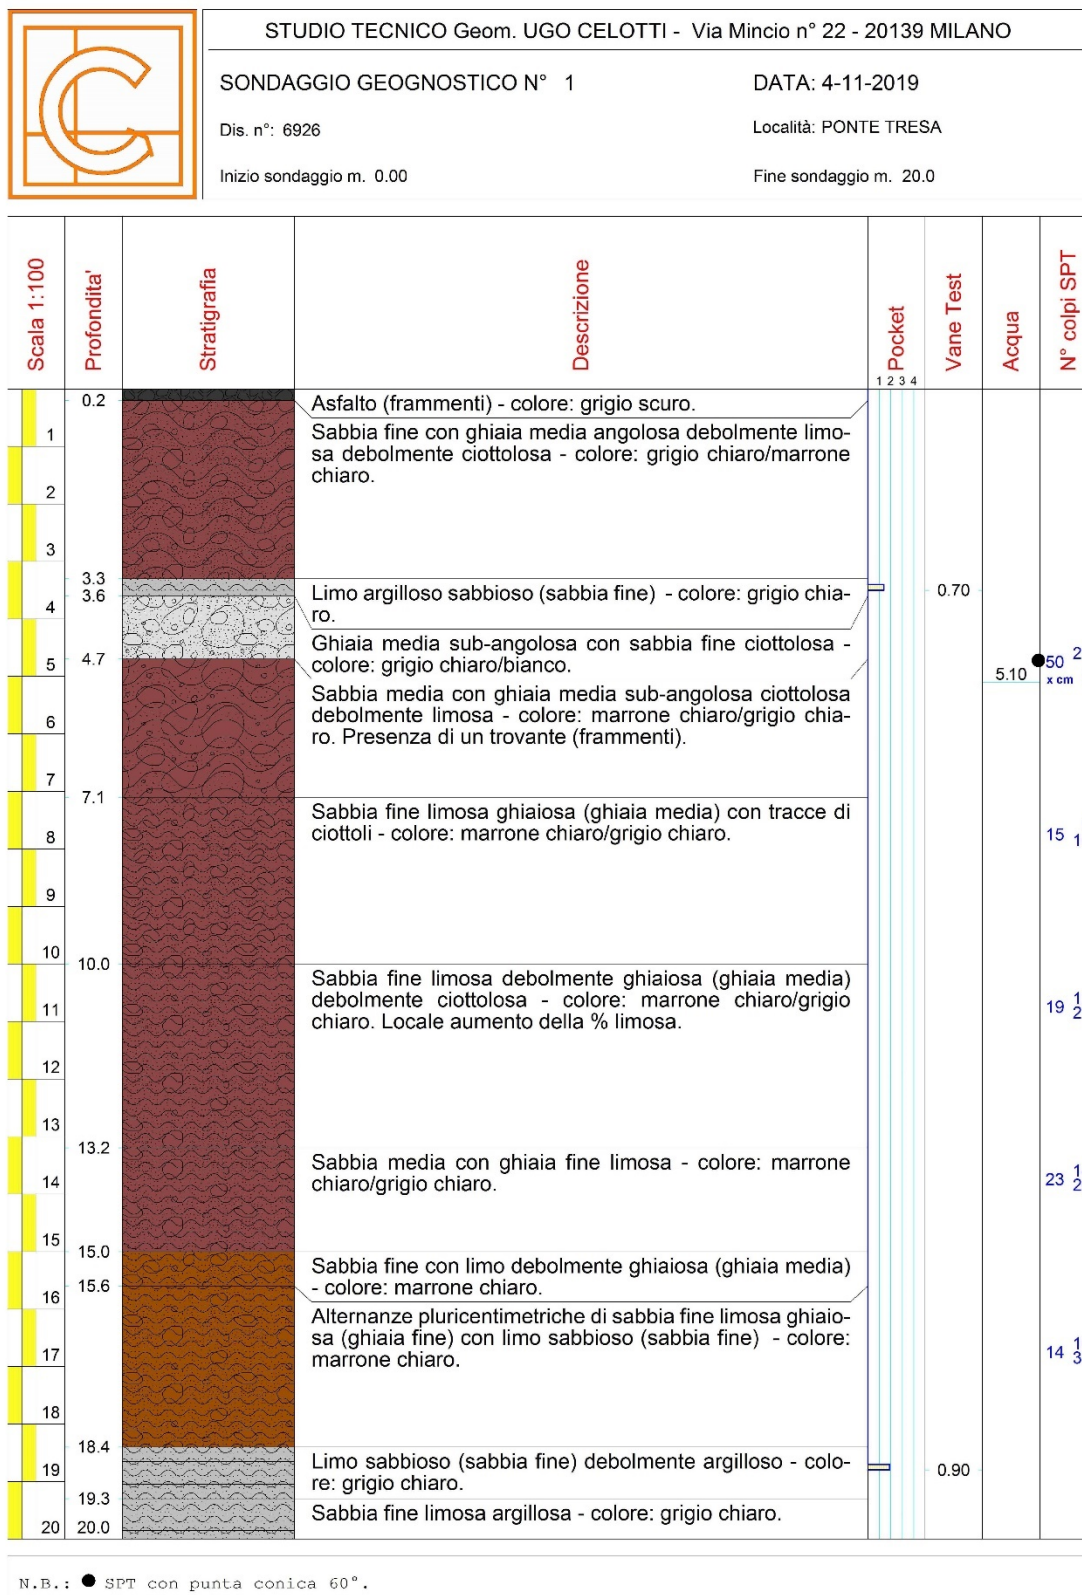 STUDIO TECNICO Geom. UGO CELOTTI - Via Mincio n° 22 - 20139 MILANO
SONDAGGIO GEOGNOSTICO N° 1
DATA: 4-11-2019
Dis. n°: 6926
Località: PONTE TRESA
Inizio sondaggio m. 0.00
Fine sondaggio m. 20.0
Scala 1:100
Profondita'
Stratigrafia
Descrizione
Pocket
1 2 3 4
Vane Test
Acqua
N° colpi SPT
0.2
Asfalto (frammenti) - colore: grigio scuro.
Sabbia fine con ghiaia media angolosa debolmente limo-
1
sa debolmente ciottolosa - colore: grigio chiaro/marrone
chiaro.
2
3
3.3
Limo argilloso sabbioso (sabbia fine) - colore: grigio chia-
0.70
3.6
ro.
4
Ghiaia media sub-angolosa con sabbia fine ciottolosa -
4.7
colore: grigio chiaro/bianco.
5
50 2
x cm
5.10
Sabbia media con ghiaia media sub-angolosa ciottolosa
debolmente limosa - colore: marrone chiaro/grigio chia-
6
ro. Presenza di un trovante (frammenti).
7
7.1
Sabbia fine limosa ghiaiosa (ghiaia media) con tracce di
8
ciottoli - colore: marrone chiaro/grigio chiaro.
15 1
9
10
10.0
Sabbia fine limosa debolmente ghiaiosa (ghiaia media)
11
debolmente ciottolosa - colore: marrone chiaro/grigio
19 1
2
chiaro. Locale aumento della % limosa.
12
13
13.2
Sabbia media con ghiaia fine limosa - colore: marrone
14
chiaro/grigio chiaro.
23 1
2
15
15.0
Sabbia fine con limo debolmente ghiaiosa (ghiaia media)
15.6
- colore: marrone chiaro.
16
Alternanze pluricentimetriche di sabbia fine limosa ghiaio-
sa (ghiaia fine) con limo sabbioso (sabbia fine) - colore:
17
marrone chiaro.
14 1
3
18
18.4
Limo sabbioso (sabbia fine) debolmente argilloso - colo-
19
re: grigio chiaro.
0.90
19.3
Sabbia fine limosa argillosa - colore: grigio chiaro.
20
20.0
N.B.: ● SPT con punta conica 60°.